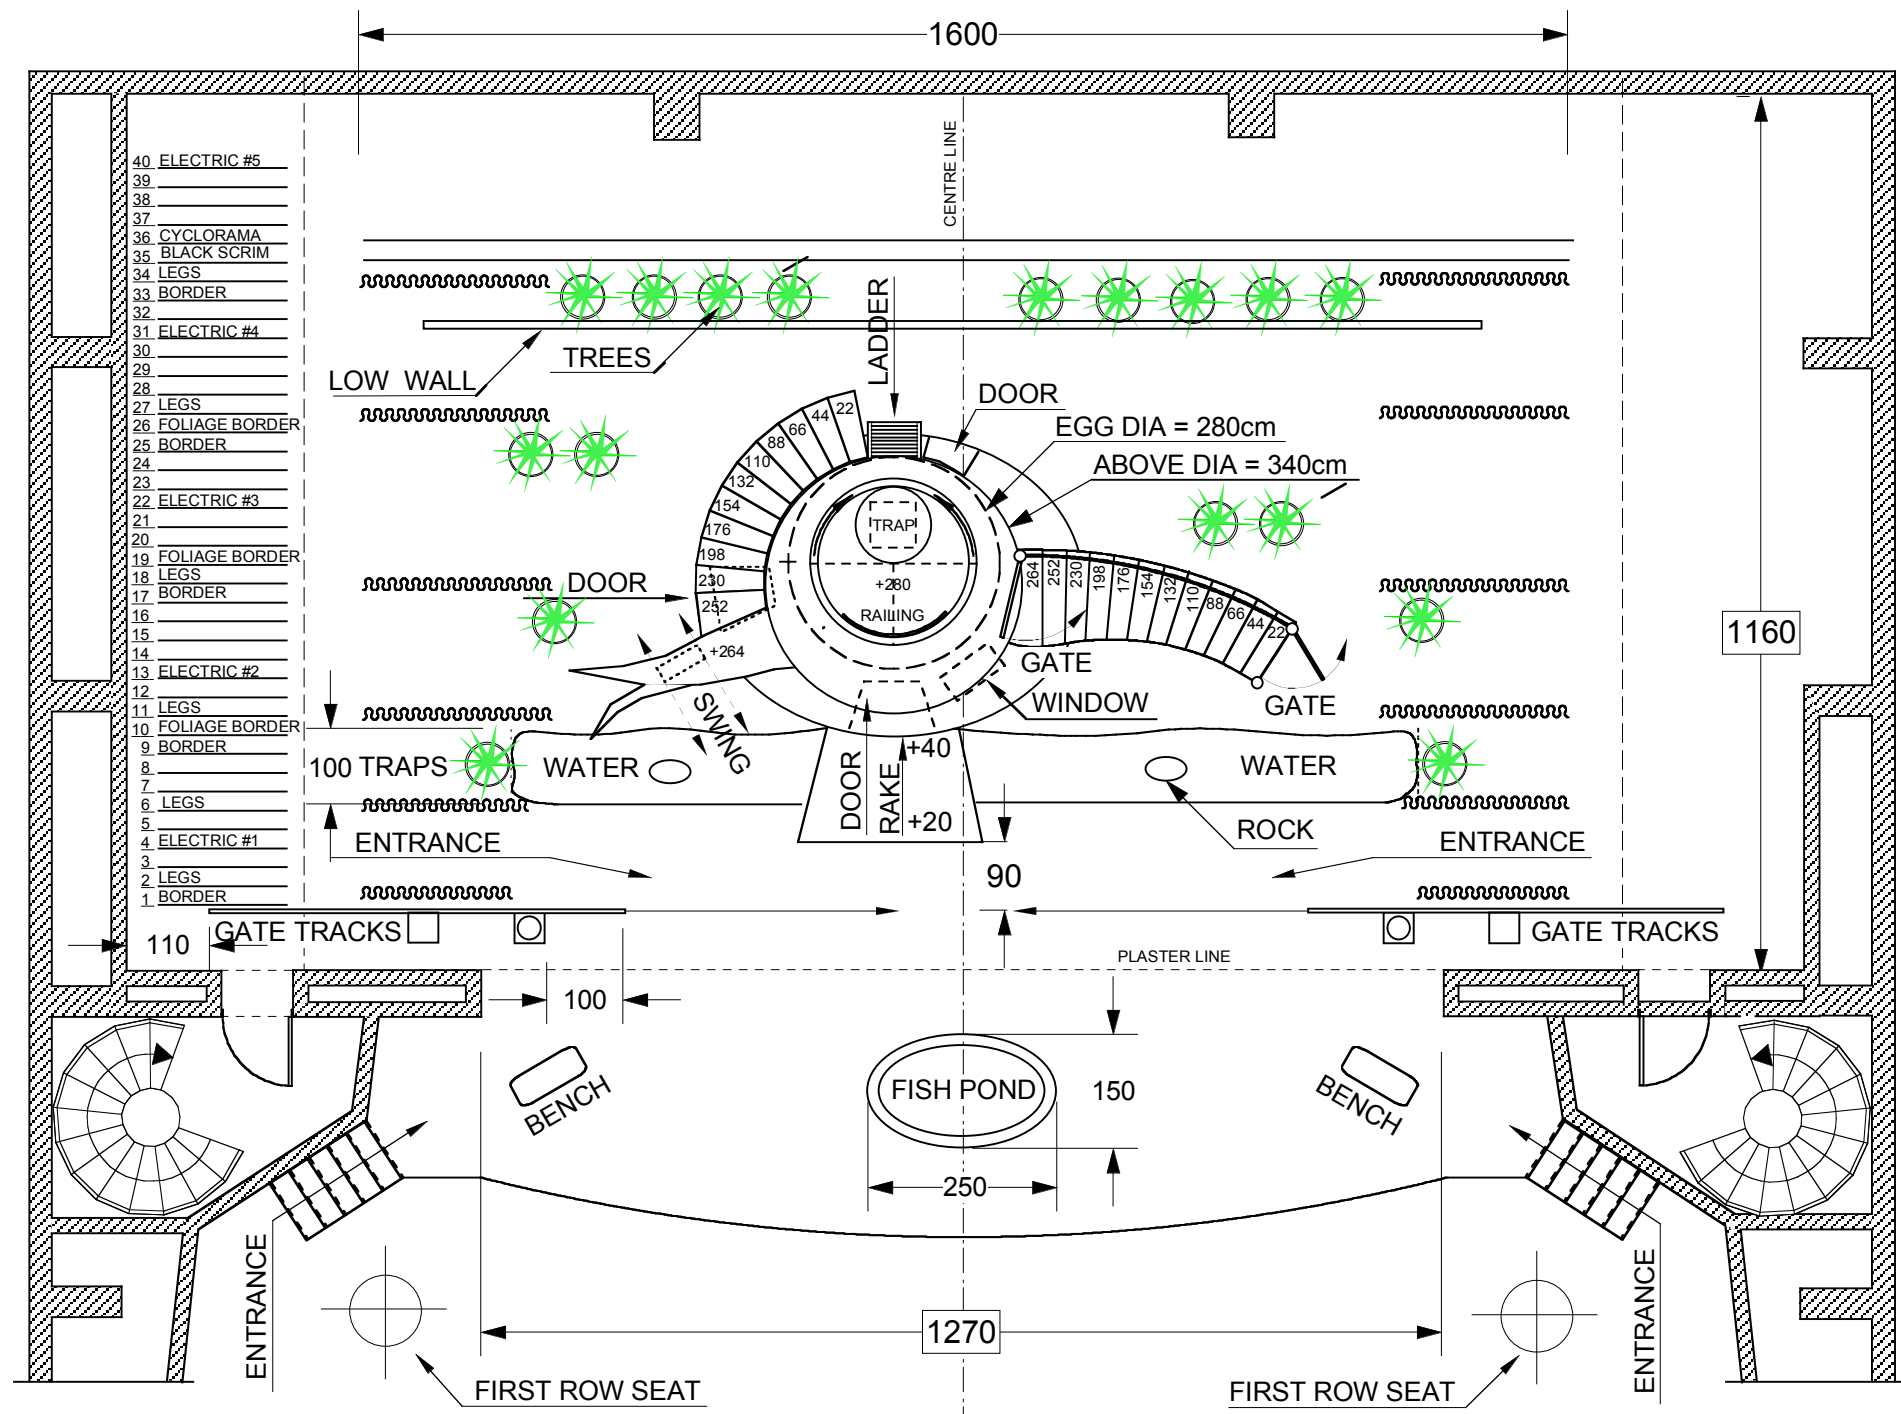 1600
CENTRE LINE
40 ELECTRIC #5
39
38
37
36 CYCLORAMA
35 BLACK SCRIM
34 LEGS
33 BORDER
32
31 ELECTRIC #4
30
29
28
27 LEGS
26 FOLIAGE BORDER
25 BORDER
24
23
22 ELECTRIC #3
21
20
19 FOLIAGE BORDER
18 LEGS
17 BORDER
16
15
14
13 ELECTRIC #2
12
11 LEGS
10 FOLIAGE BORDER
9 BORDER
8
7
6 LEGS
5
4 ELECTRIC #1
3
2 LEGS
1 BORDER
LADDER
TREES
LOW WALL
DOOR
EGG DIA = 280cm
ABOVE DIA = 340cm
22
44
66
88
110
132
154
176
198
230
252
TRAP
+280
RAILING
DOOR
+264
SWING
264
252
230
198
176
154
132
110
88
66
44
22
GATE
GATE
WINDOW
1160
100 TRAPS
WATER
DOOR
RAKE
+40
+20
WATER
ROCK
ENTRANCE
ENTRANCE
90
GATE TRACKS
GATE TRACKS
110
PLASTER LINE
100
BENCH
FISH POND
150
250
BENCH
ENTRANCE
ENTRANCE
1270
FIRST ROW SEAT
FIRST ROW SEAT